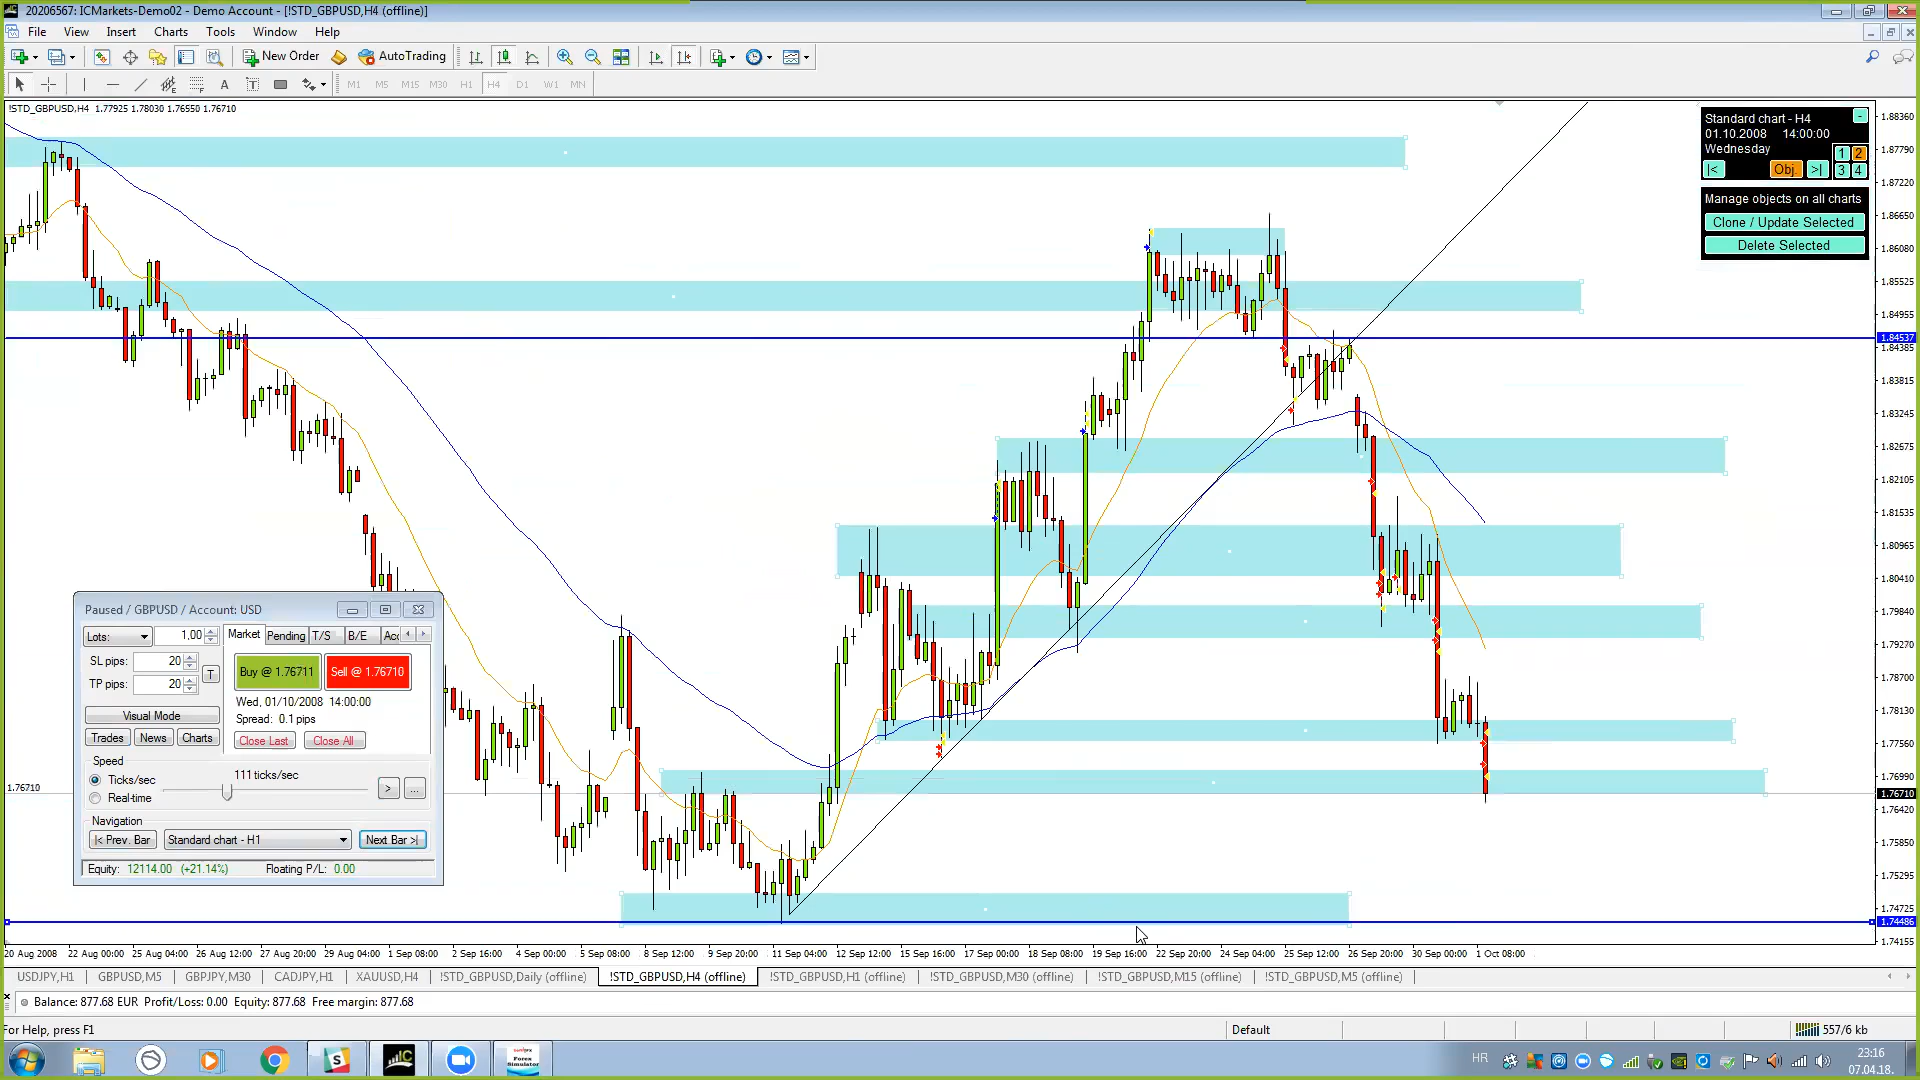 20206567: ICMarkets-Demo02 - Demo Account - [!STD_GBPUSD,H4 (offline)]
File View Insert Charts Tools Window Help
New Order AutoTrading
A T M1 M5 M15 M30 H1 H4 D1 W1 MN
!STD_GBPUSD,H4 1.77925 1.78030 1.76550 1.76710
Standard chart - H4 -
01.10.2008 14:00:00
Wednesday 1 2
|< Obj. >| 3 4
Manage objects on all charts
Clone / Update Selected
Delete Selected
1.88360
1.87790
1.87220
1.86650
1.86080
1.85525
1.84955
1.84537
1.84385
1.83815
1.83245
1.82675
1.82105
1.81535
1.80965
1.80410
1.79840
1.79270
1.78700
1.78130
1.77560
1.76990
1.76710
1.76420
1.75850
1.75295
1.74725
1.74486
1.74155
1.76710
Paused / GBPUSD / Account: USD
Lots: 1,00 Market Pending T/S B/E Acc
SL pips: 20 T
TP pips: 20
Buy @ 1.76711 Sell @ 1.76710
Wed, 01/10/2008 14:00:00
Visual Mode Spread: 0.1 pips
Trades News Charts Close Last Close All
Speed
Ticks/sec 111 ticks/sec
Real-time > ...
Navigation
|< Prev. Bar Standard chart - H1 Next Bar >|
Equity: 12114.00 (+21.14%) Floating P/L: 0.00
20 Aug 2008 22 Aug 00:00 25 Aug 04:00 26 Aug 12:00 27 Aug 20:00 29 Aug 04:00 1 Sep 08:00 2 Sep 16:00 4 Sep 00:00 5 Sep 08:00 8 Sep 12:00 9 Sep 20:00 11 Sep 04:00 12 Sep 12:00 15 Sep 16:00 17 Sep 00:00 18 Sep 08:00 19 Sep 16:00 22 Sep 20:00 24 Sep 04:00 25 Sep 12:00 26 Sep 20:00 30 Sep 00:00 1 Oct 08:00
USDJPY,H1 GBPUSD,M5 GBPJPY,M30 CADJPY,H1 XAUUSD,H4 !STD_GBPUSD,Daily (offline) !STD_GBPUSD,H4 (offline) !STD_GBPUSD,H1 (offline) !STD_GBPUSD,M30 (offline) !STD_GBPUSD,M15 (offline) !STD_GBPUSD,M5 (offline)
Balance: 877.68 EUR Profit/Loss: 0.00 Equity: 877.68 Free margin: 877.68
For Help, press F1 Default 557/6 kb
IC Forex Simulator HR 23:16
07.04.18.